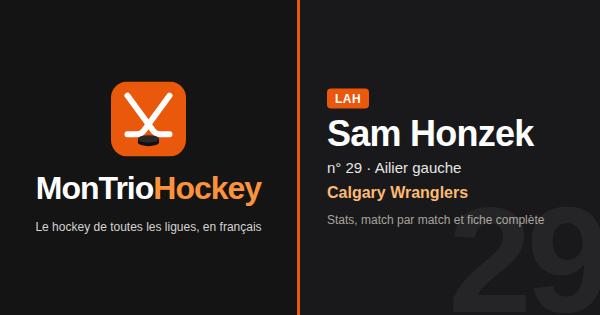 MonTrioHockey
Le hockey de toutes les ligues, en français
LAH
Sam Honzek
n° 29 · Ailier gauche
Calgary Wranglers
Stats, match par match et fiche complète
29